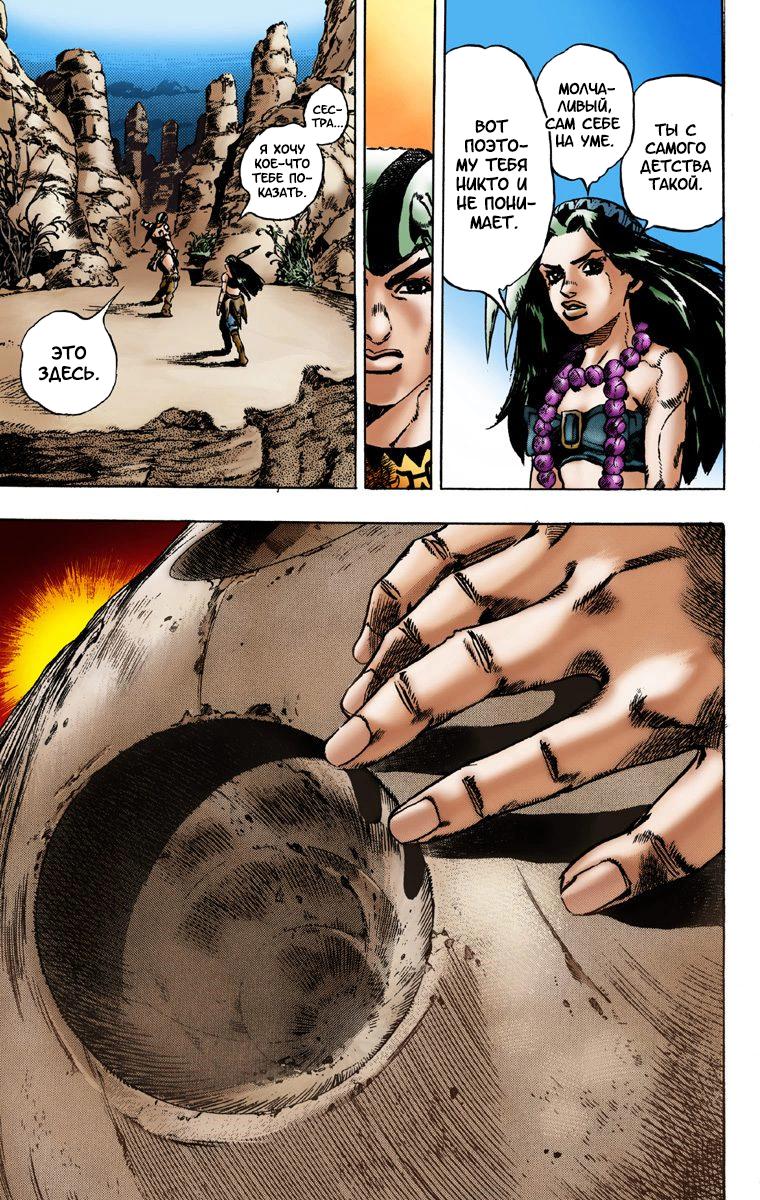 ТЫ С
САМОГО
ДЕТСТВА
ТАКОЙ.
МОЛЧА-
ЛИВЫЙ,
САМ СЕБЕ
НА УМЕ.
ВОТ
ПОЭТО-
МУ ТЕБЯ
НИКТО И
НЕ ПОНИ-
МАЕТ.
СЕС-
ТРА...
Я ХОЧУ
КОЕ-ЧТО
ТЕБЕ ПО-
КАЗАТЬ.
ЭТО
ЗДЕСЬ.